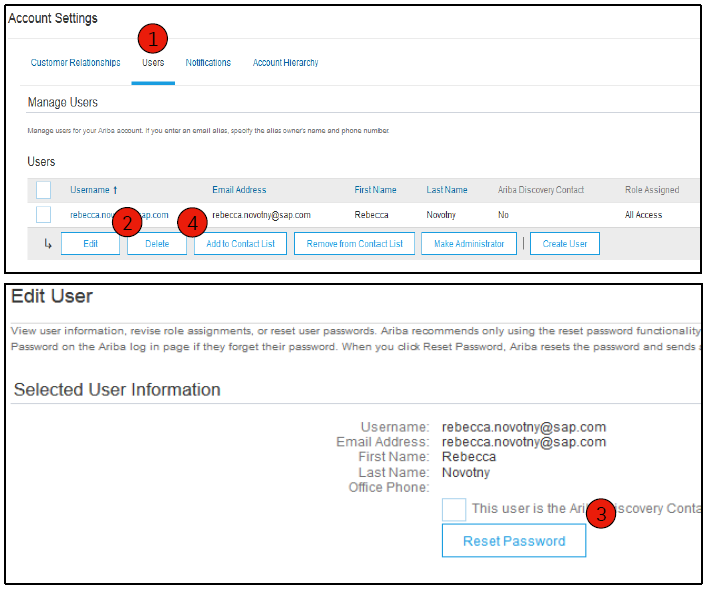 Account Settings
1
Customer Relationships Users Notifications Account Hierarchy
Manage Users
Manage users for your Ariba account. If you enter an email alias, specify the alias owner's name and phone number.
Users
Username ↑ Email Address First Name Last Name Ariba Discovery Contact Role Assigned
rebecca.novotny@sap.com rebecca.novotny@sap.com Rebecca Novotny No All Access
2 4
Edit Delete Add to Contact List Remove from Contact List Make Administrator Create User
Edit User
View user information, revise role assignments, or reset user passwords. Ariba recommends only using the reset password functionality
Password on the Ariba log in page if they forget their password. When you click Reset Password, Ariba resets the password and sends
Selected User Information
Username: rebecca.novotny@sap.com
Email Address: rebecca.novotny@sap.com
First Name: Rebecca
Last Name: Novotny
Office Phone:
This user is the Ariba Discovery Conta
3
Reset Password